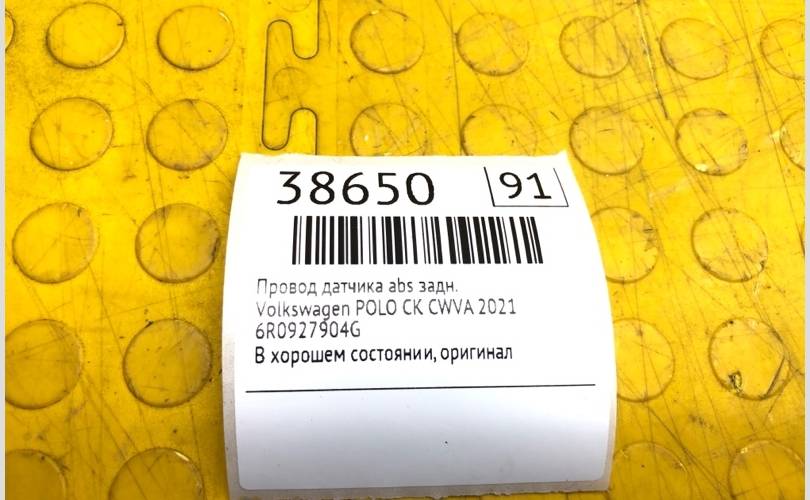 38650 91
Провод датчика abs задн.
Volkswagen POLO CK CWVA 2021
6R0927904G
В хорошем состоянии, оригинал